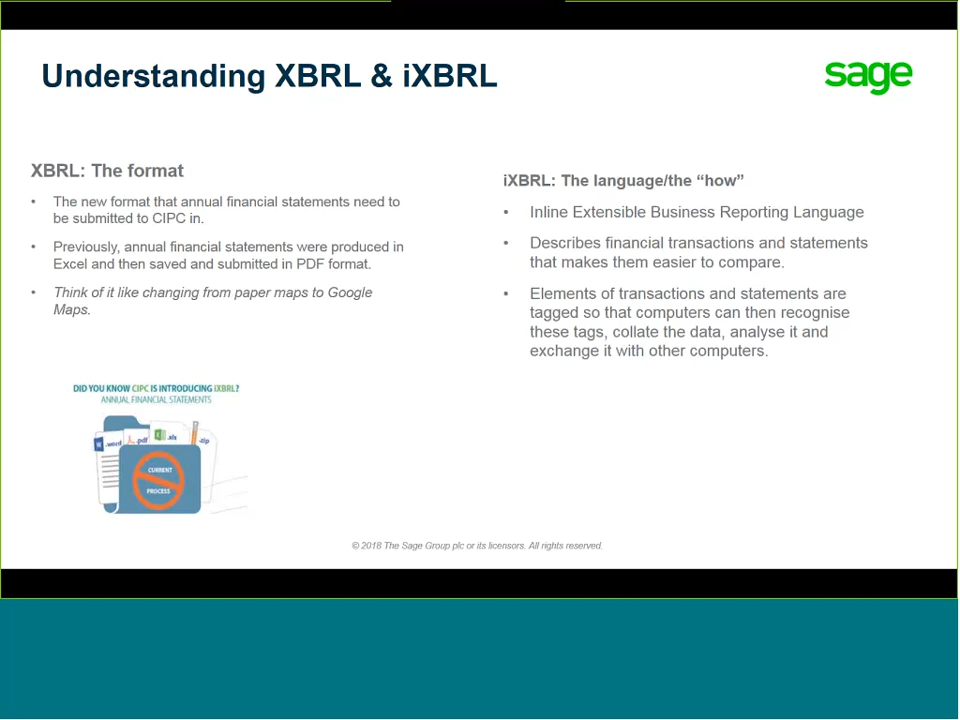 Understanding XBRL & iXBRL
sage
XBRL: The format
• The new format that annual financial statements need to
be submitted to CIPC in.
• Previously, annual financial statements were produced in
Excel and then saved and submitted in PDF format.
• Think of it like changing from paper maps to Google
Maps.
DID YOU KNOW CIPC IS INTRODUCING iXBRL?
ANNUAL FINANCIAL STATEMENTS
.word
.pdf
.xls
.zip
CURRENT
PROCESS
iXBRL: The language/the “how”
• Inline Extensible Business Reporting Language
• Describes financial transactions and statements
that makes them easier to compare.
• Elements of transactions and statements are
tagged so that computers can then recognise
these tags, collate the data, analyse it and
exchange it with other computers.
© 2018 The Sage Group plc or its licensors. All rights reserved.